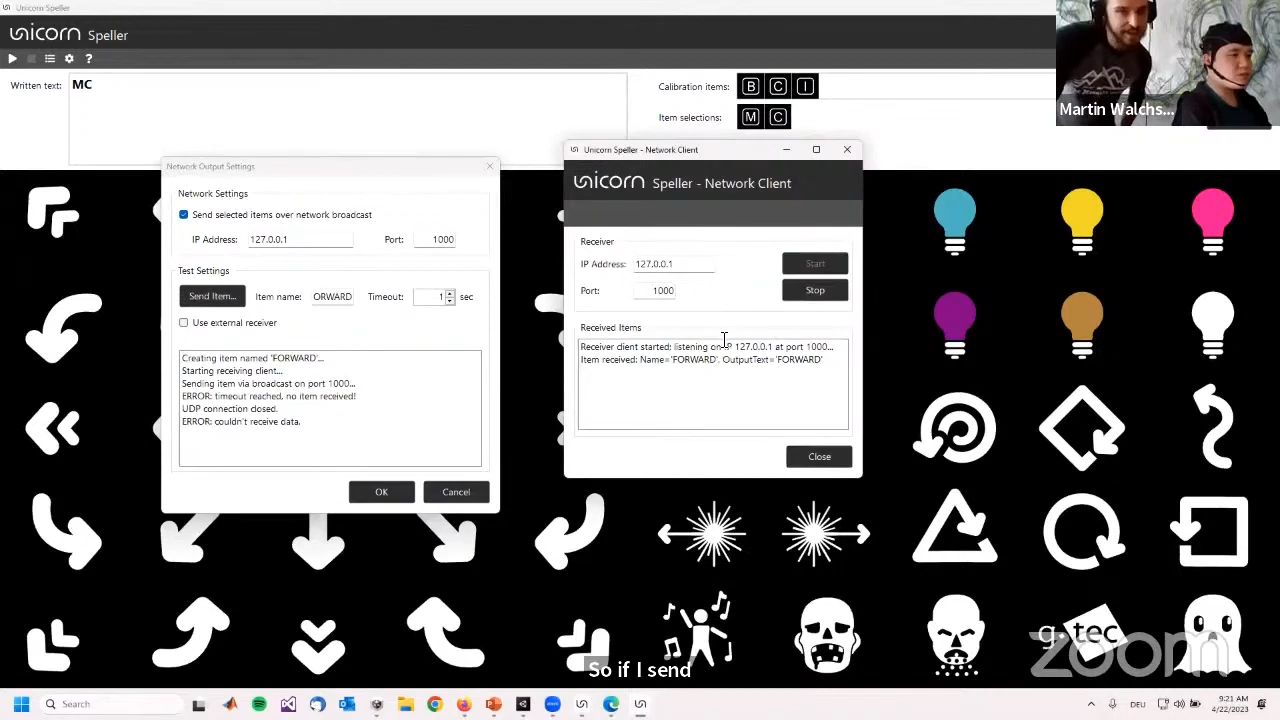 Unicorn Speller
unicorn Speller
Written text:
MC
Calibration items:
B C I
Item selections:
M C
Martin Walchs...
Network Output Settings
Network Settings
Send selected items over network broadcast
IP Address: 127.0.0.1 Port: 1000
Test Settings
Send Item... Item name: ORWARD Timeout: 1 sec
Use external receiver
Creating item named 'FORWARD'...
Starting receiving client...
Sending item via broadcast on port 1000...
ERROR: timeout reached, no item received!
UDP connection closed.
ERROR: couldn't receive data.
OK Cancel
Unicorn Speller - Network Client
unicorn Speller - Network Client
Receiver
IP Address: 127.0.0.1 Start
Port: 1000 Stop
Received Items
Receiver client started; listening on IP 127.0.0.1 at port 1000...
Item received: Name='FORWARD'. OutputText='FORWARD'
Close
g.tec
zoom
So if I send
Search
DEU
9:21 AM
4/22/2023